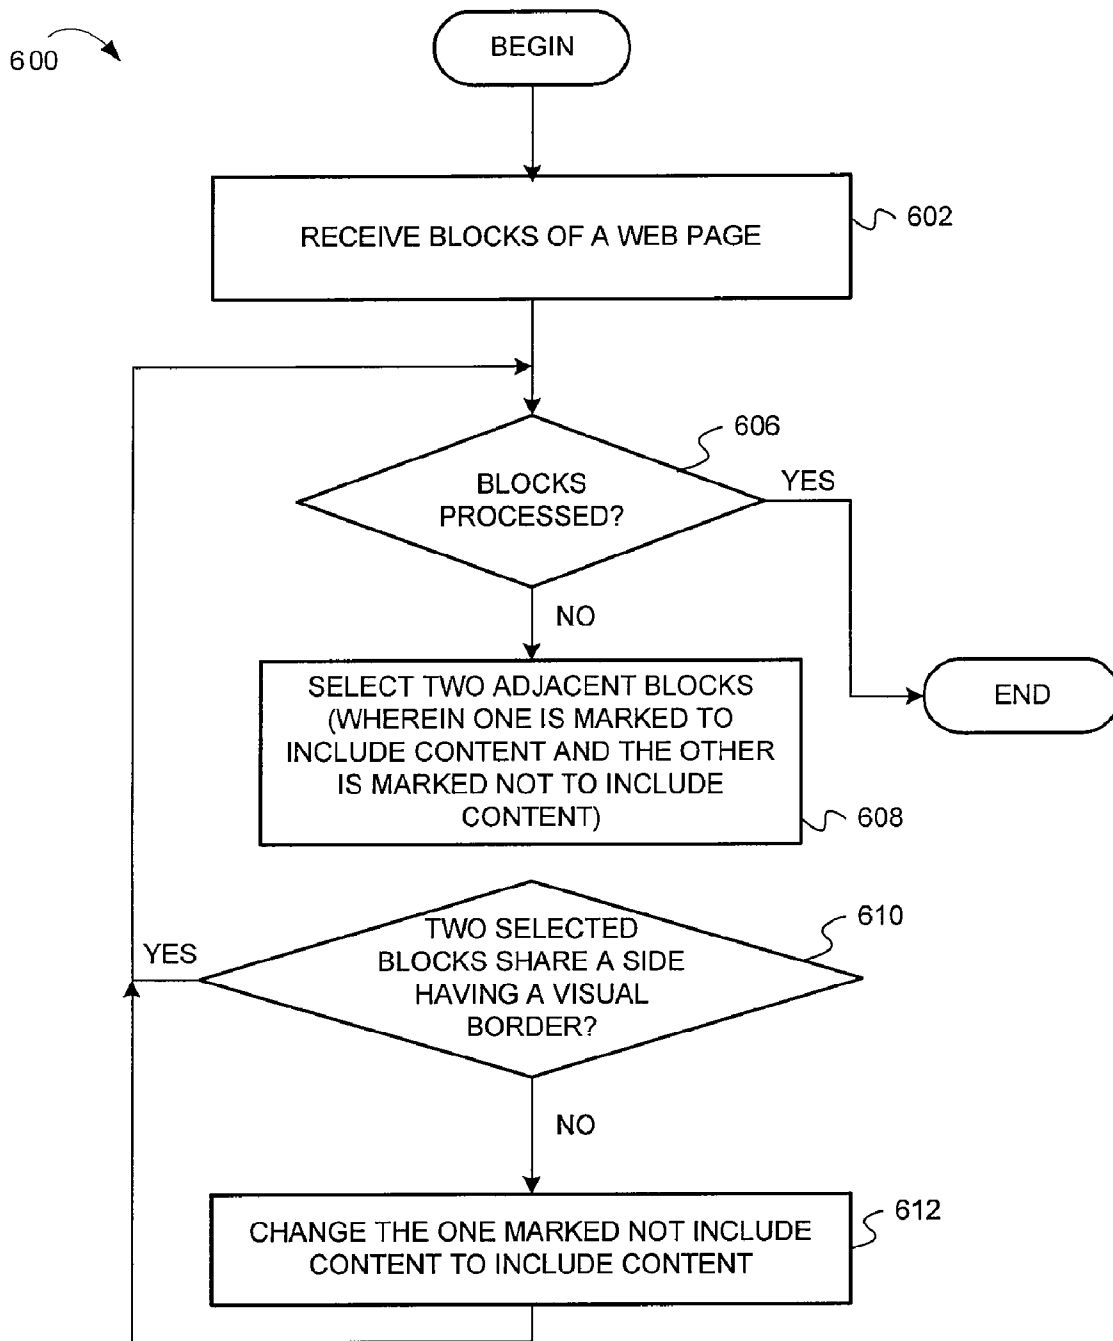 600
BEGIN
RECEIVE BLOCKS OF A WEB PAGE
602
606
BLOCKS
PROCESSED?
YES
NO
SELECT TWO ADJACENT BLOCKS
(WHEREIN ONE IS MARKED TO
INCLUDE CONTENT AND THE OTHER
IS MARKED NOT TO INCLUDE
CONTENT)
608
END
610
TWO SELECTED
BLOCKS SHARE A SIDE
HAVING A VISUAL
BORDER?
YES
NO
612
CHANGE THE ONE MARKED NOT INCLUDE
CONTENT TO INCLUDE CONTENT